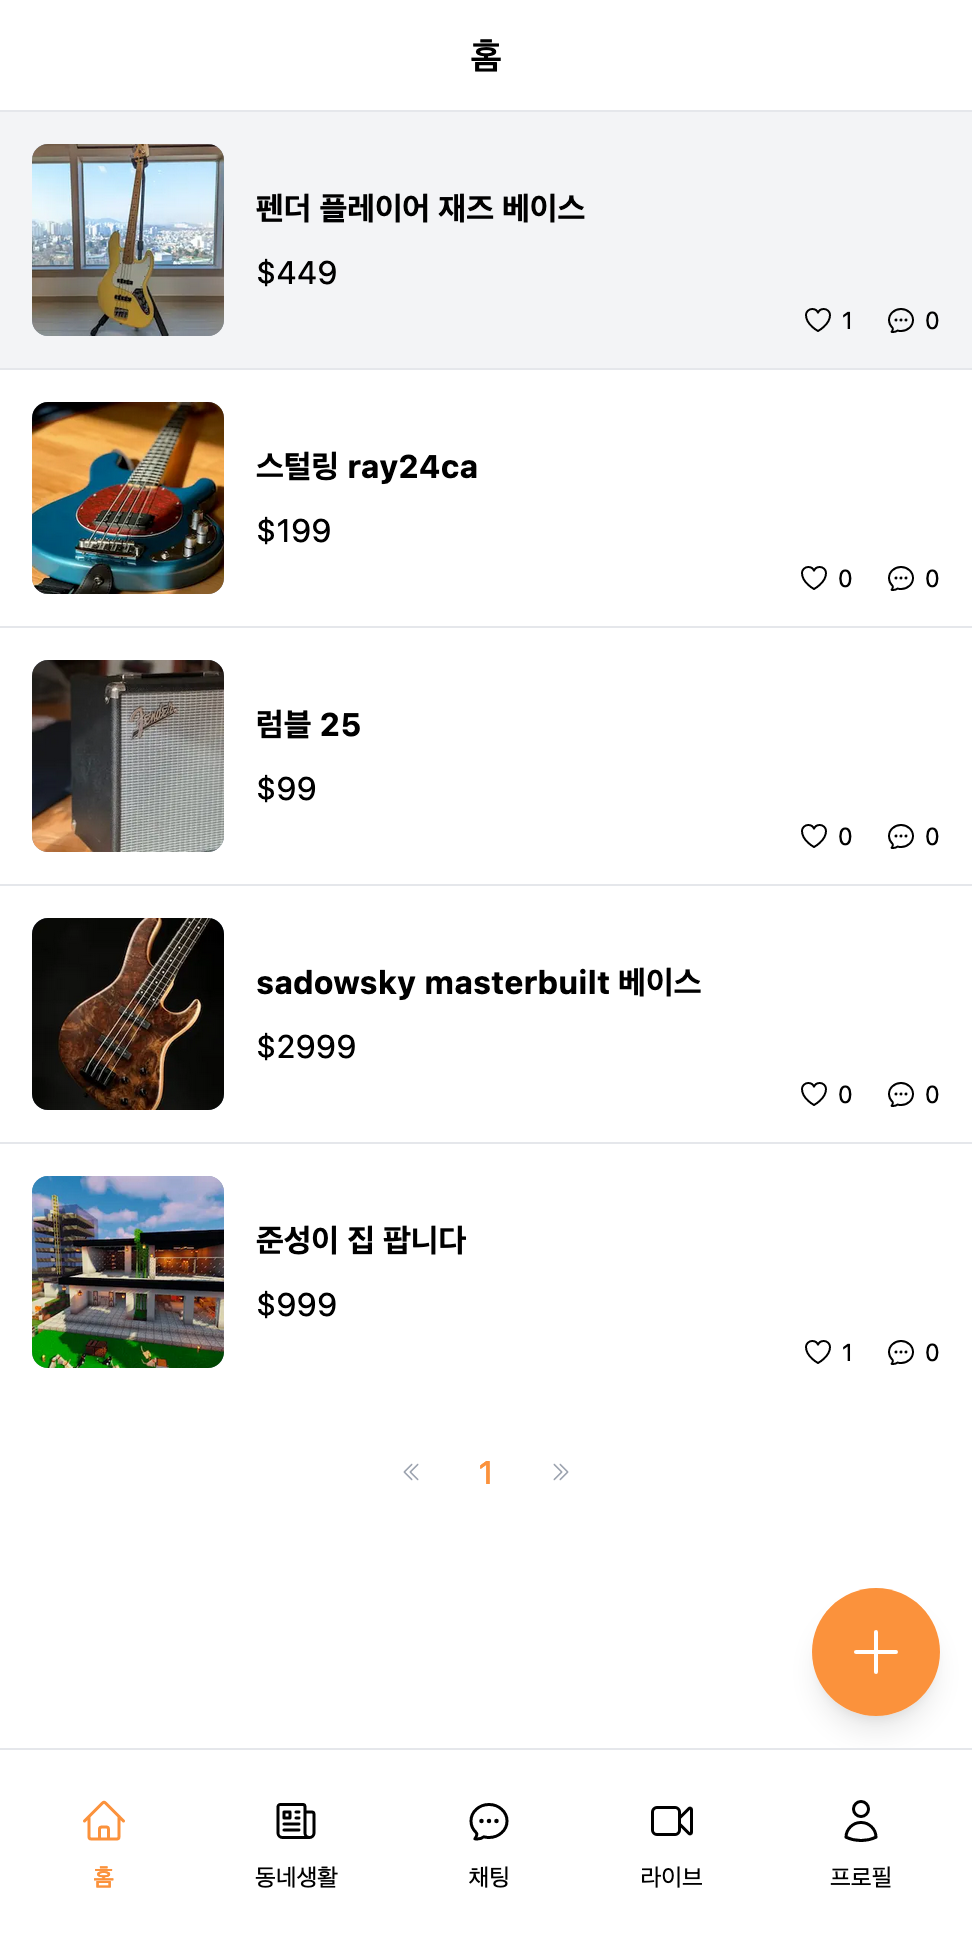 홈
펜더 플레이어 재즈 베이스
$449
1 0
스털링 ray24ca
$199
0 0
Fender
럼블 25
$99
0 0
sadowsky masterbuilt 베이스
$2999
0 0
준성이 집 팝니다
$999
1 0
1
홈 동네생활 채팅 라이브 프로필